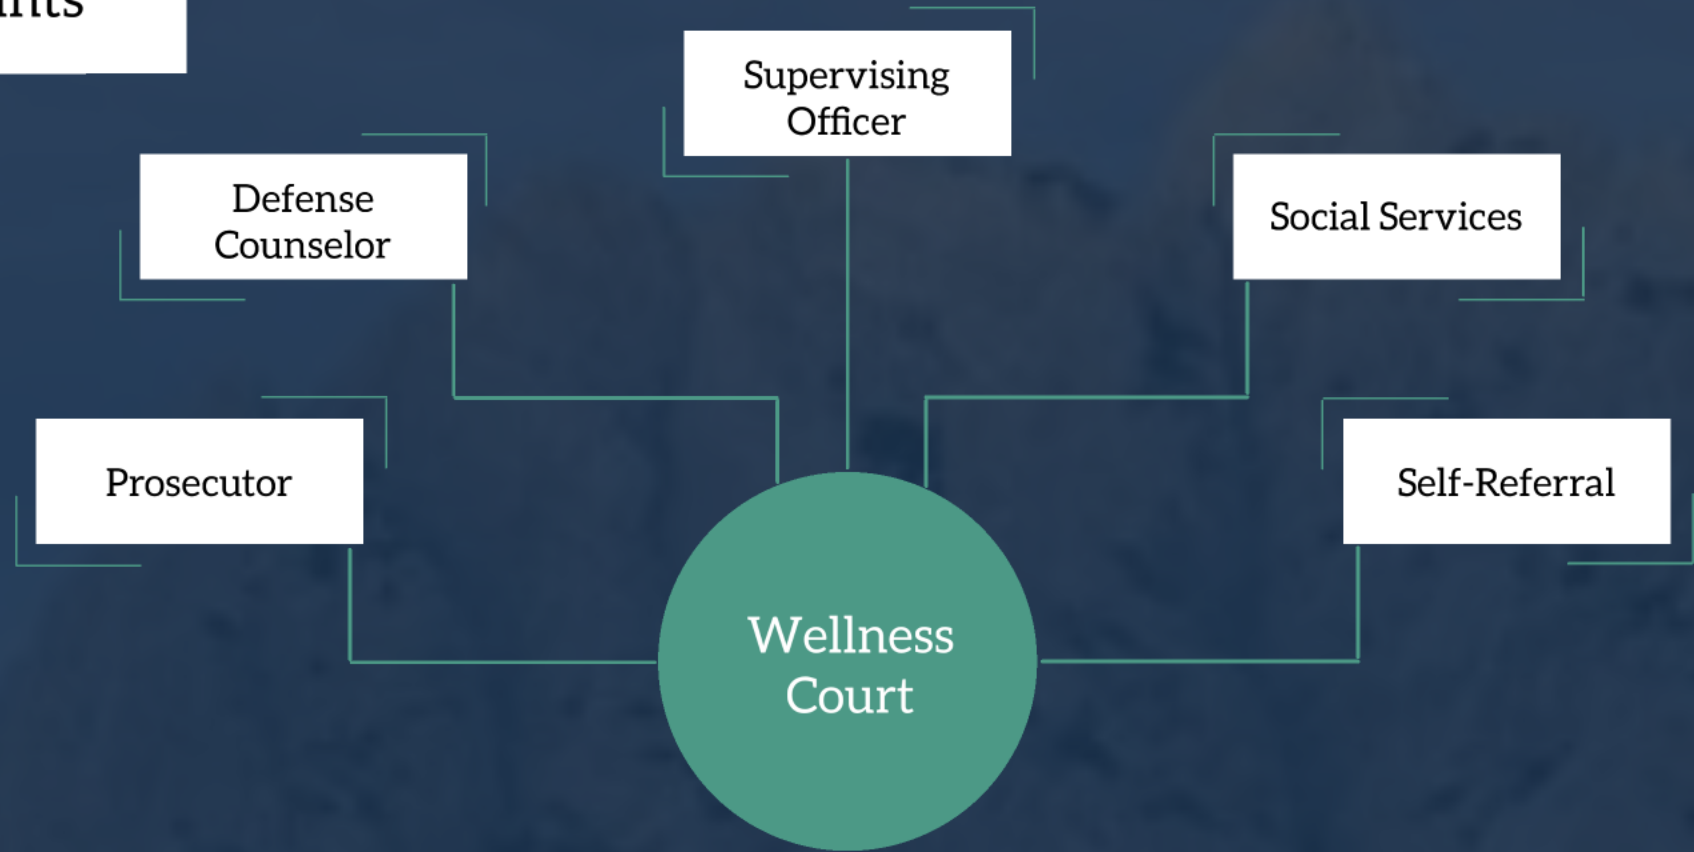 Supervising
Officer
Defense
Counselor
Social Services
Prosecutor
Self-Referral
Wellness
Court